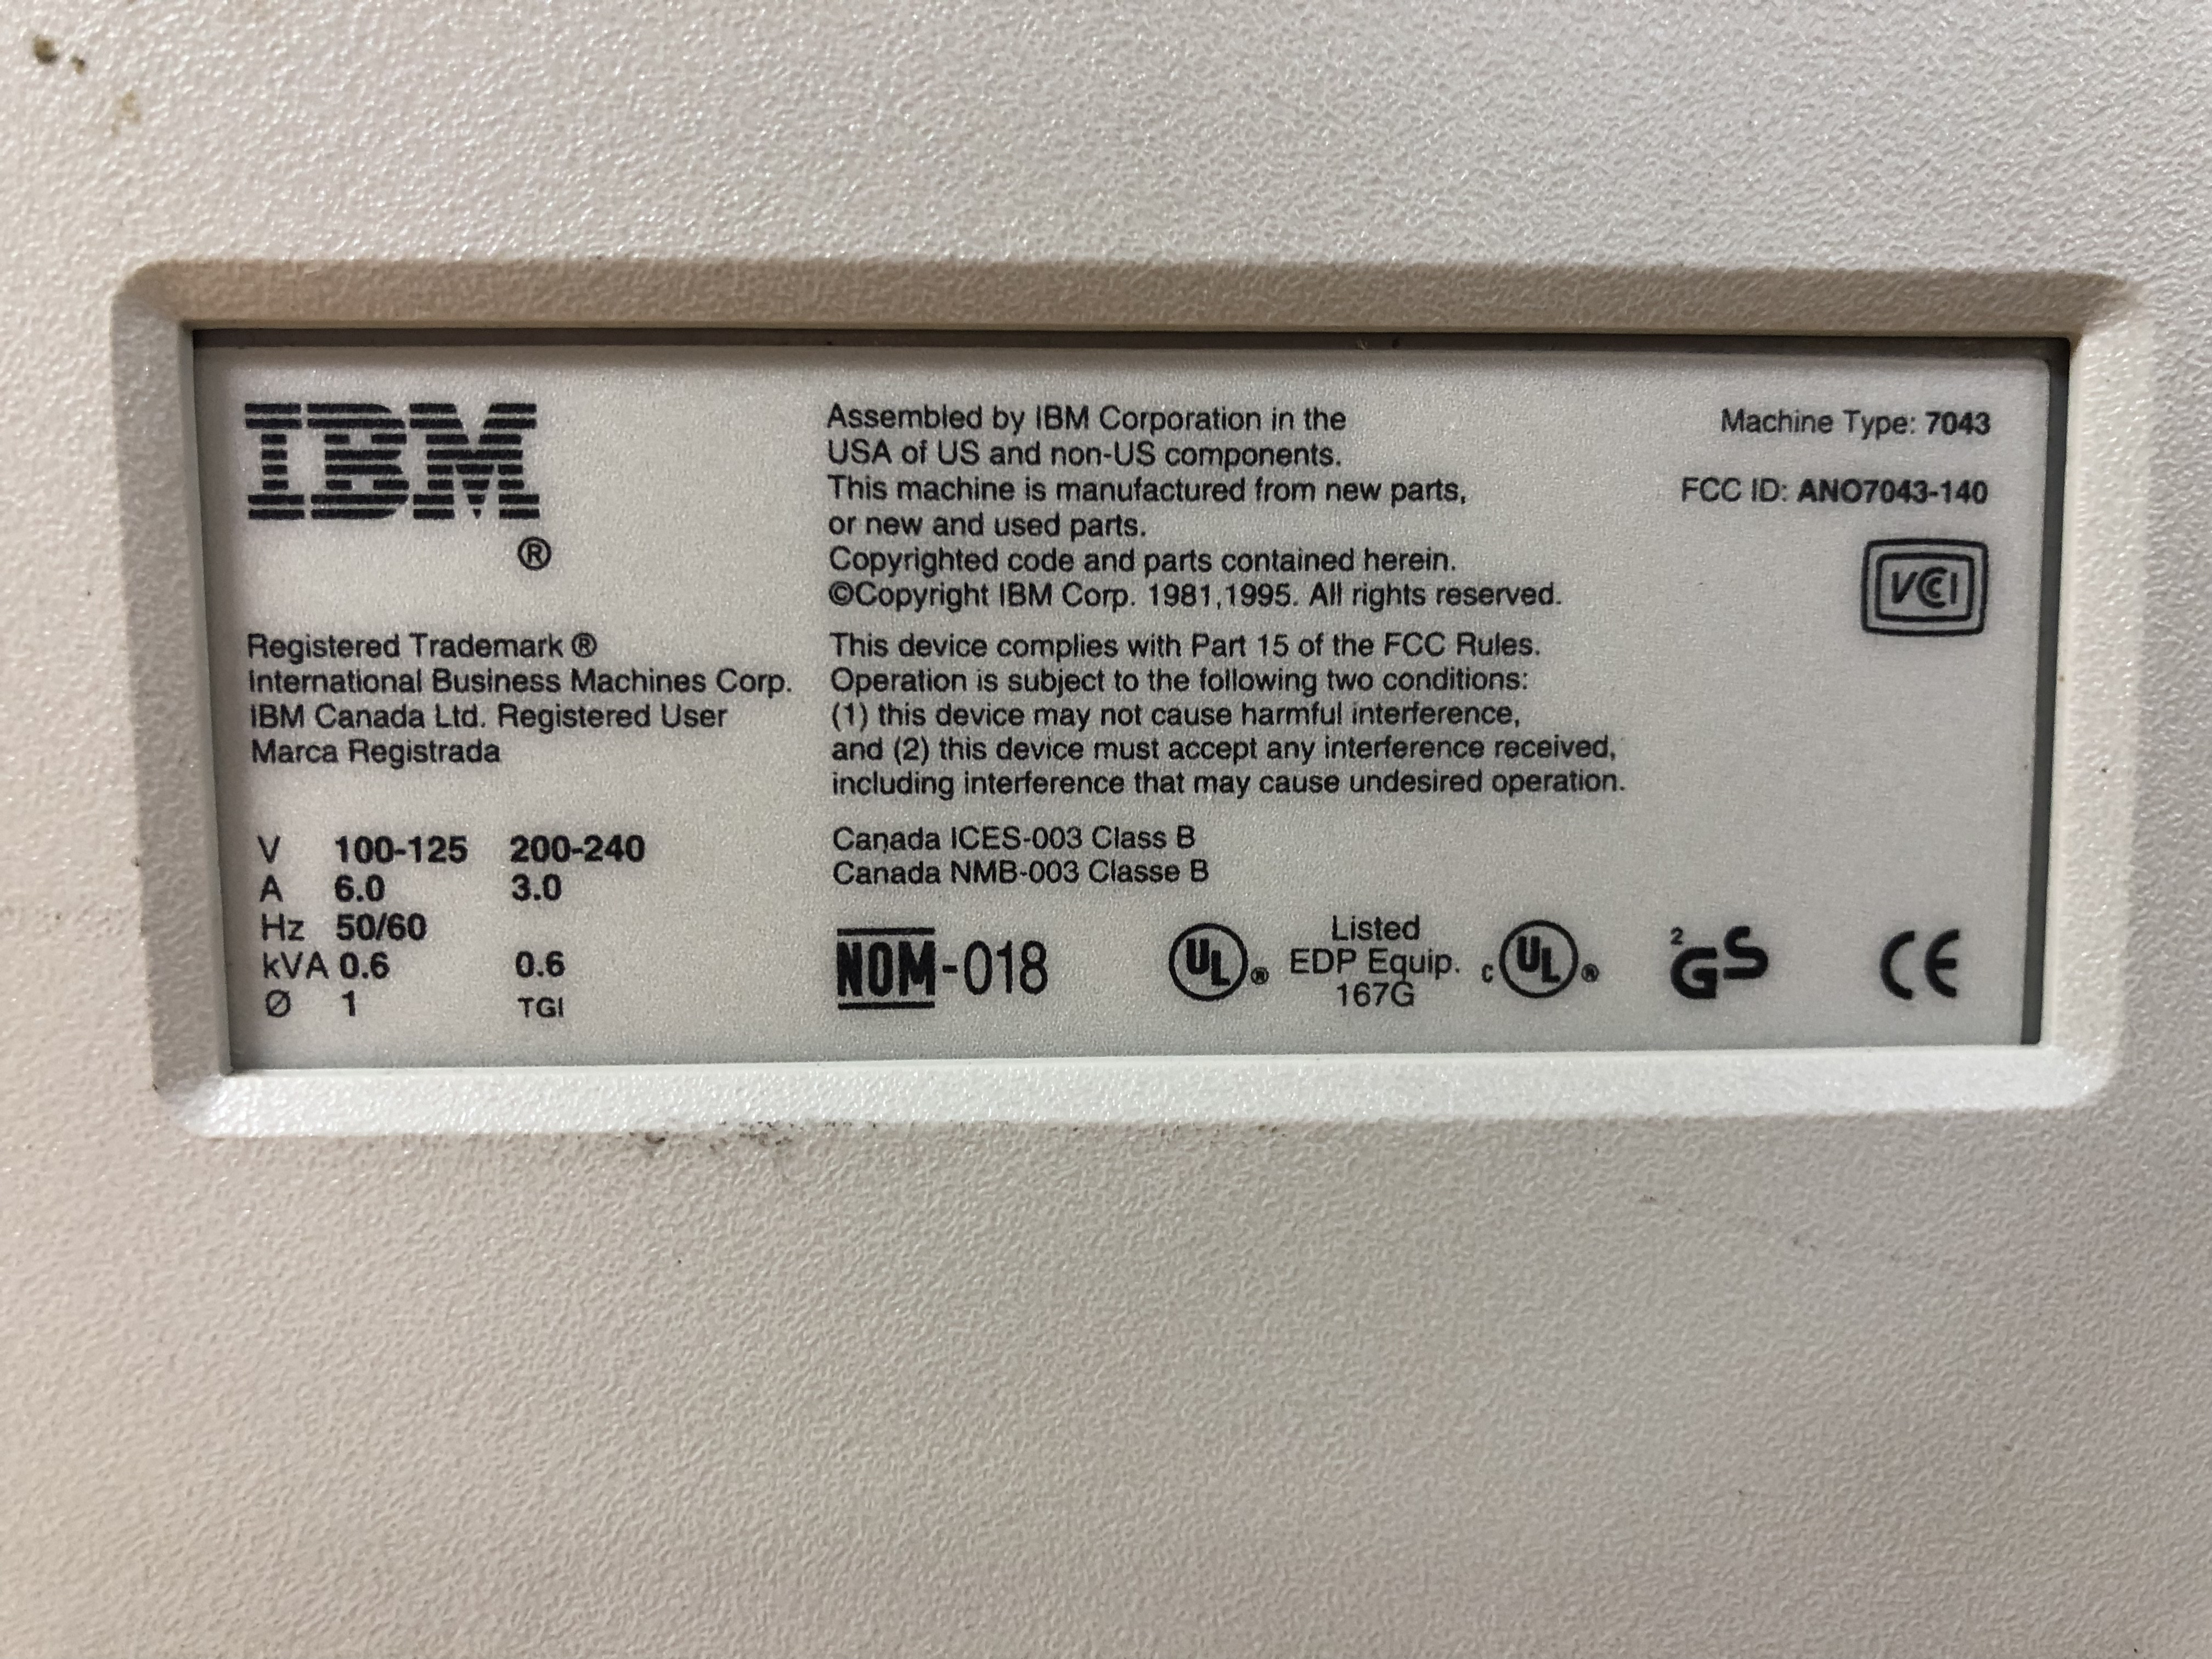 IBM
®
Registered Trademark ®
International Business Machines Corp.
IBM Canada Ltd. Registered User
Marca Registrada
V 100-125 200-240
A 6.0 3.0
Hz 50/60
kVA 0.6 0.6
Ø 1 TGI
Assembled by IBM Corporation in the
USA of US and non-US components.
This machine is manufactured from new parts,
or new and used parts.
Copyrighted code and parts contained herein.
©Copyright IBM Corp. 1981,1995. All rights reserved.
This device complies with Part 15 of the FCC Rules.
Operation is subject to the following two conditions:
(1) this device may not cause harmful interference,
and (2) this device must accept any interference received,
including interference that may cause undesired operation.
Canada ICES-003 Class B
Canada NMB-003 Classe B
NOM-018
UL®
Listed
EDP Equip.
167G
c UL®
2GS
CE
Machine Type: 7043
FCC ID: ANO7043-140
VCCI